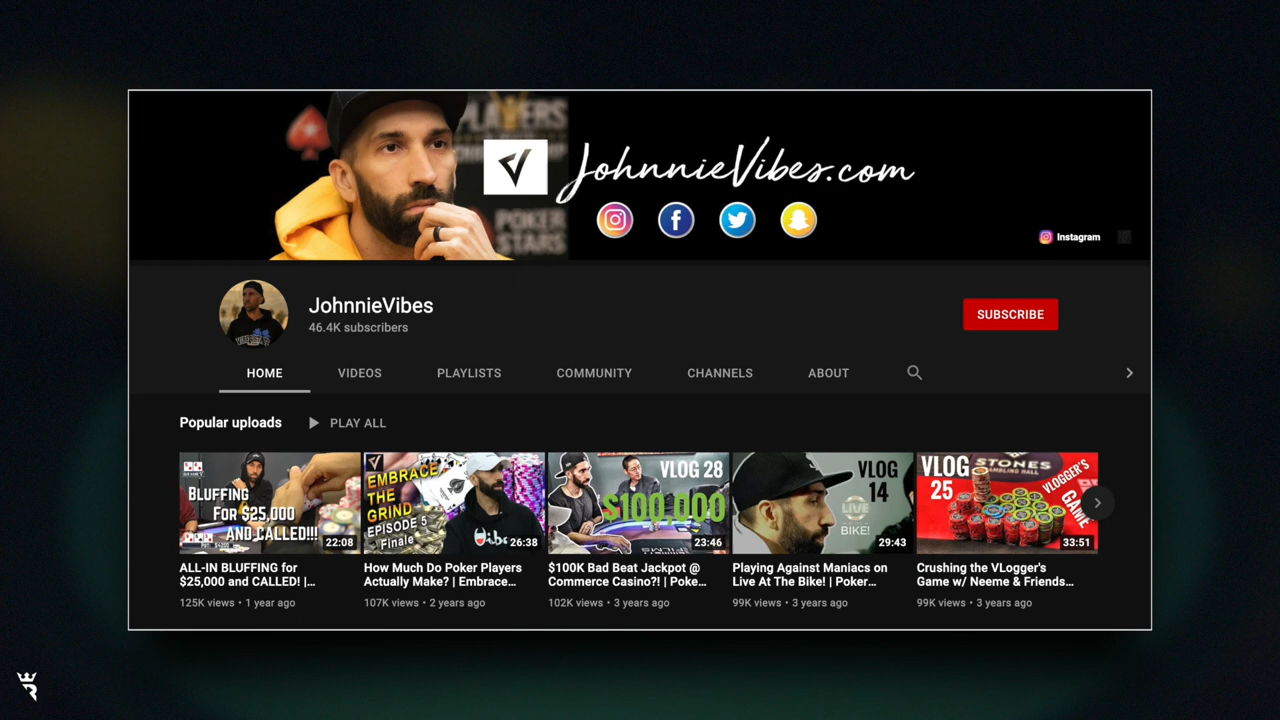 PLAYERS
POKER
STARS
JohnnieVibes.com
Instagram
JohnnieVibes
46.4K subscribers
SUBSCRIBE
HOME
VIDEOS
PLAYLISTS
COMMUNITY
CHANNELS
ABOUT
Popular uploads
PLAY ALL
BLUFFING
FOR $25,000
AND CALLED!!!
22:08
EMBRACE
THE
GRIND
EPISODE 5
Finale
26:38
VLOG 28
$100,000
23:46
VLOG
14
LIVE
BIKE!
29:43
VLOG
25
STONES
GAMBLING HALL
VLOGGER'S
GAME
33:51
ALL-IN BLUFFING for
$25,000 and CALLED! |...
125K views • 1 year ago
How Much Do Poker Players
Actually Make? | Embrace...
107K views • 2 years ago
$100K Bad Beat Jackpot @
Commerce Casino?! | Poke...
102K views • 3 years ago
Playing Against Maniacs on
Live At The Bike! | Poker...
99K views • 3 years ago
Crushing the VLogger's
Game w/ Neeme & Friends...
99K views • 3 years ago